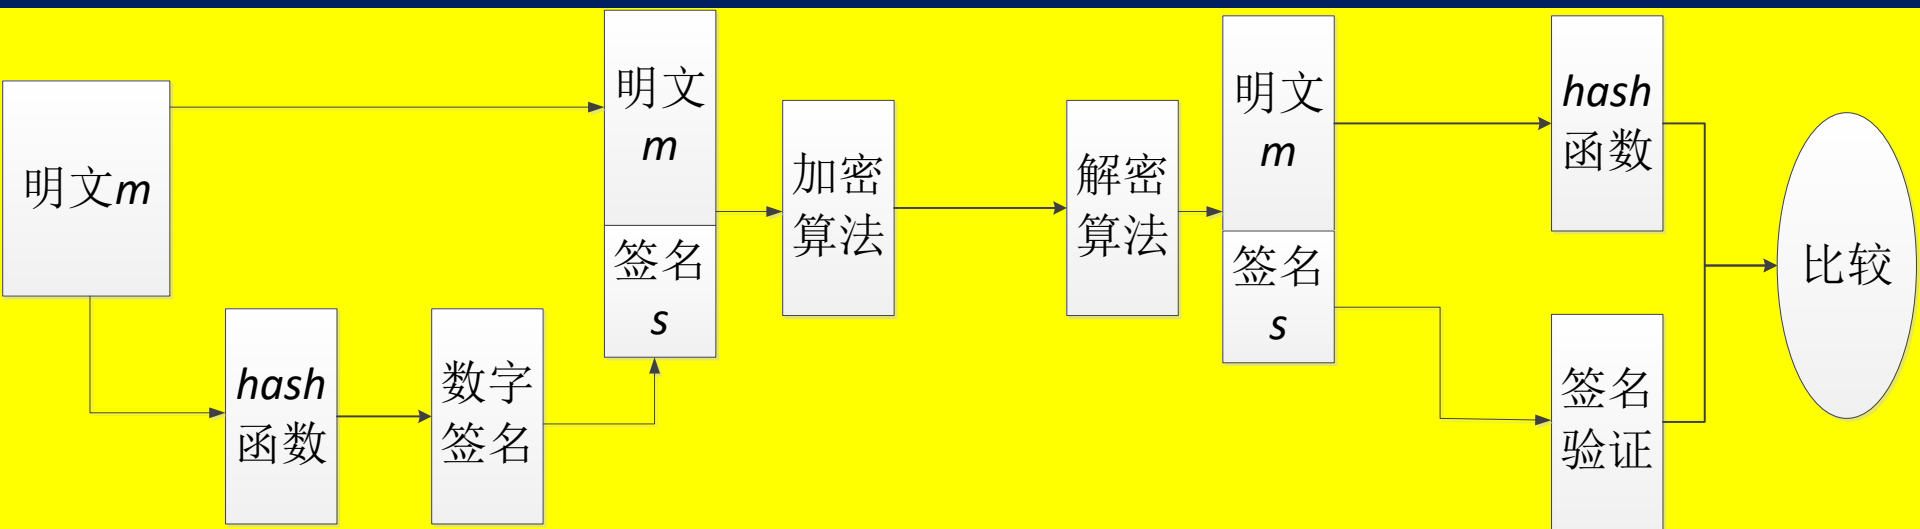 明文m
hash
函数
数字
签名
明文
m
签名
s
加密
算法
解密
算法
明文
m
签名
s
hash
函数
签名
验证
比较